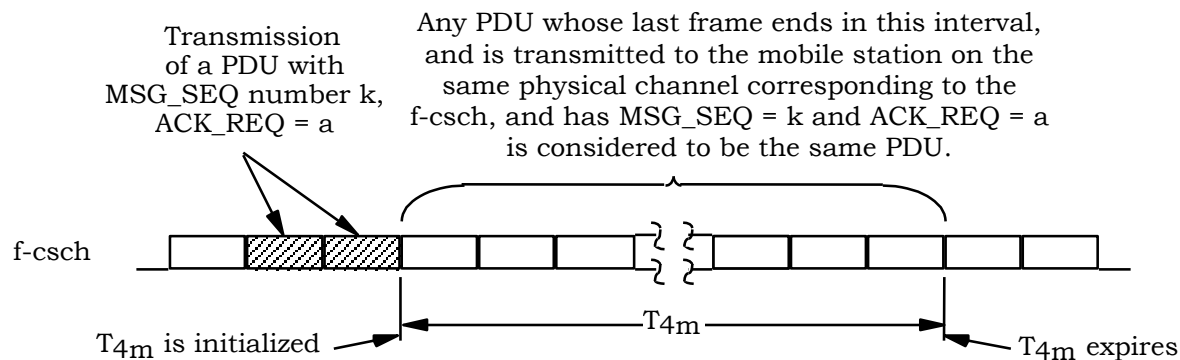 Transmission
of a PDU with
MSG_SEQ number k,
ACK_REQ = a
Any PDU whose last frame ends in this interval,
and is transmitted to the mobile station on the
same physical channel corresponding to the
f-csch, and has MSG_SEQ = k and ACK_REQ = a
is considered to be the same PDU.
f-csch
T4m
T4m is initialized
T4m expires